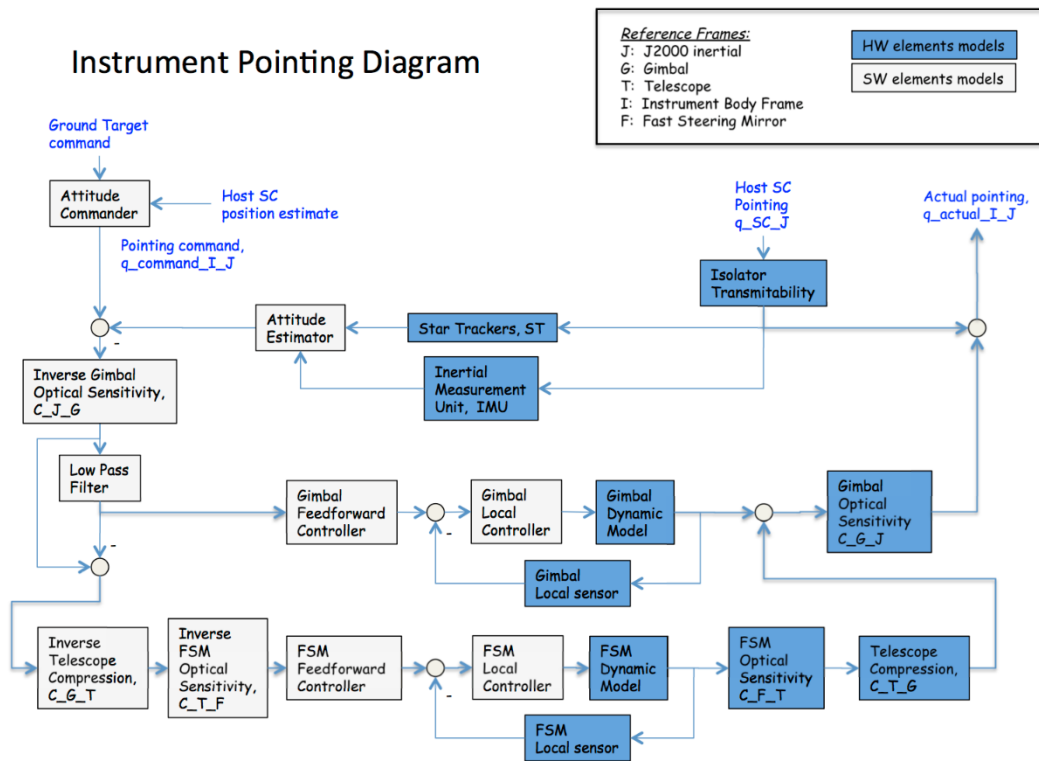 Instrument Pointing Diagram
Reference Frames:
J: J2000 inertial
G: Gimbal
T: Telescope
I: Instrument Body Frame
F: Fast Steering Mirror
HW elements models
SW elements models
Ground Target
command
Attitude
Commander
Host SC
position estimate
Pointing command,
q_command_I_J
Host SC
Pointing
q_SC_J
Actual pointing,
q_actual_I_J
Isolator
Transmitability
Attitude
Estimator
Star Trackers, ST
Inertial
Measurement
Unit, IMU
-
Inverse Gimbal
Optical Sensitivity,
C_J_G
Low Pass
Filter
-
Gimbal
Feedforward
Controller
-
Gimbal
Local
Controller
Gimbal
Dynamic
Model
Gimbal
Local sensor
Gimbal
Optical
Sensitivity
C_G_J
Inverse
Telescope
Compression,
C_G_T
Inverse
FSM
Optical
Sensitivity,
C_T_F
FSM
Feedforward
Controller
-
FSM
Local
Controller
FSM
Dynamic
Model
FSM
Local sensor
FSM
Optical
Sensitivity
C_F_T
Telescope
Compression,
C_T_G